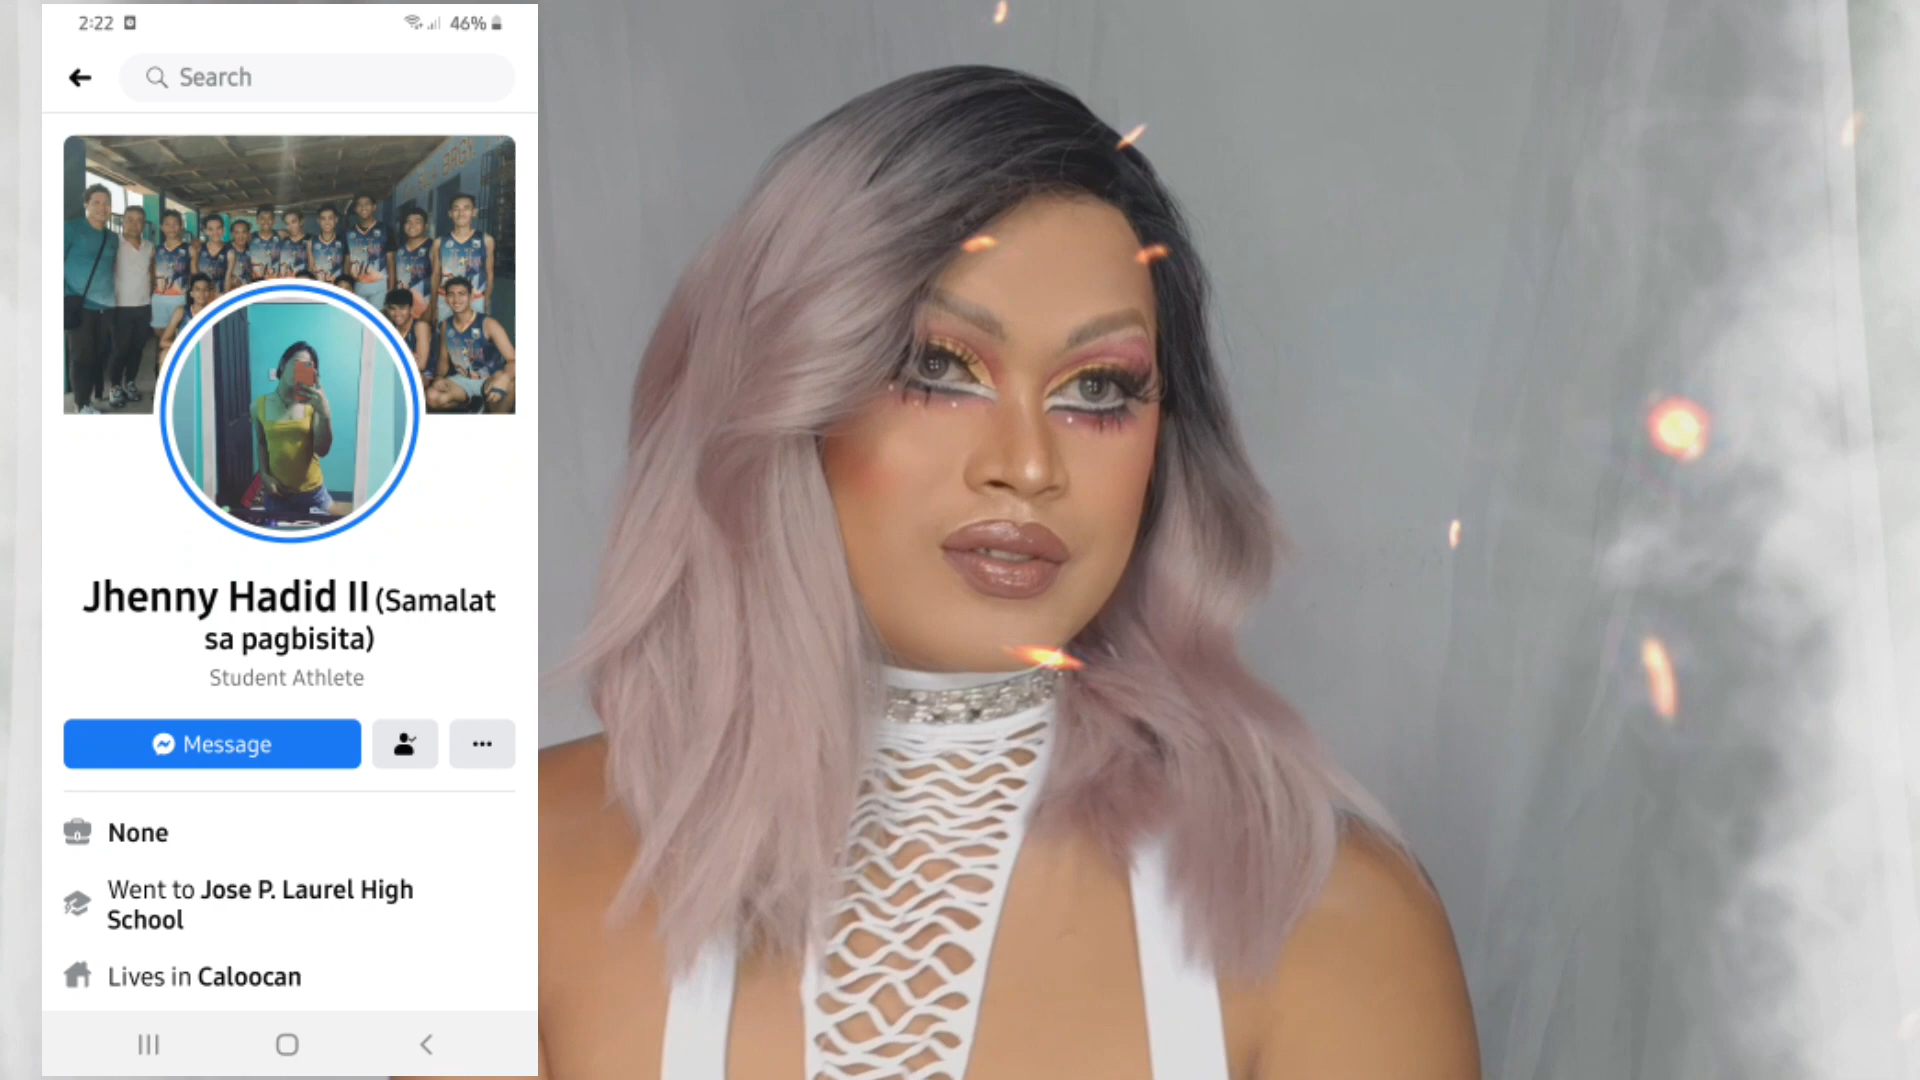 2:22
46%
Search
BRGY.
Jhenny Hadid II (Samalat
sa pagbisita)
Student Athlete
Message
None
Went to Jose P. Laurel High
School
Lives in Caloocan